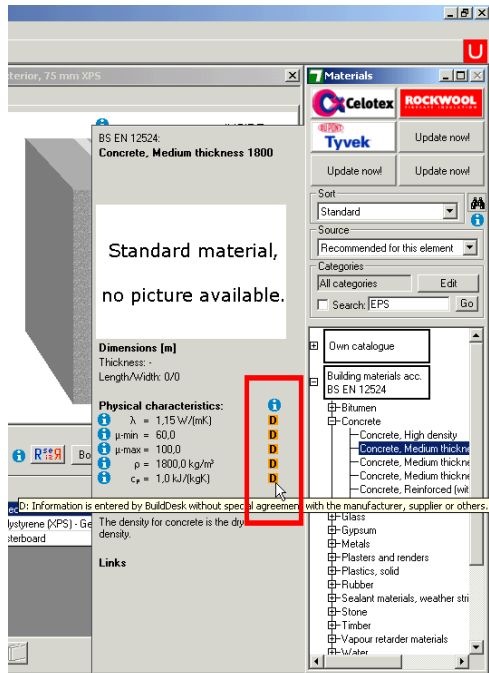 terior, 75 mm XPS
BS EN 12524:
Concrete, Medium thickness 1800
Standard material,
no picture available.
Dimensions [m]
Thickness: -
Length/Width: 0/0
Physical characteristics:
λ = 1,15 W/(mK) D
μ-min = 60,0 D
μ-max = 100,0 D
ρ = 1800,0 kg/m³ D
cₚ = 1,0 kJ/(kgK) D
D: Information is entered by BuildDesk without special agreement with the manufacturer, supplier or others.
The density for concrete is the dry
density.
Links
Bo
lystyrene (XPS) - Ge
sterboard
U
Materials
Celotex
ROCKWOOL
DU PONT
Tyvek
Update now!
Update now!
Update now!
Sort
Standard
Source
Recommended for this element
Categories
All categories
Edit
Search: EPS
Go
Own catalogue
Building materials acc.
BS EN 12524
Bitumen
Concrete
Concrete, High density
Concrete, Medium thickne
Concrete, Medium thickne
Concrete, Medium thickne
Concrete, Reinforced (wit
Glass
Gypsum
Metals
Plasters and renders
Plastics, solid
Rubber
Sealant materials, weather stri
Stone
Timber
Vapour retarder materials
Water